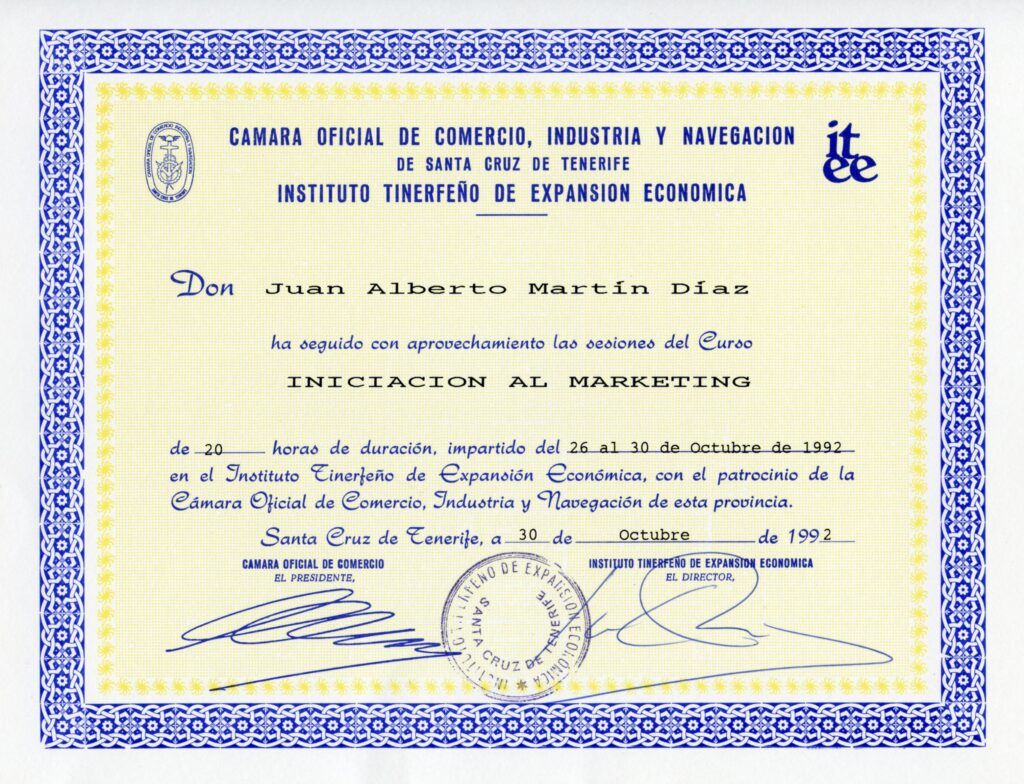 CAMARA OFICIAL DE COMERCIO, INDUSTRIA Y NAVEGACION
DE SANTA CRUZ DE TENERIFE
INSTITUTO TINERFEÑO DE EXPANSION ECONOMICA
it
ee
Don Juan Alberto Martín Díaz
ha seguido con aprovechamiento las sesiones del Curso
INICIACION AL MARKETING
de 20 horas de duración, impartido del 26 al 30 de Octubre de 1992
en el Instituto Tinerfeño de Expansión Económica, con el patrocinio de la
Cámara Oficial de Comercio, Industria y Navegación de esta provincia.
Santa Cruz de Tenerife, a 30 de Octubre de 1992
CAMARA OFICIAL DE COMERCIO
EL PRESIDENTE,
INSTITUTO TINERFEÑO DE EXPANSION ECONOMICA
EL DIRECTOR,
INSTITUTO TINERFEÑO DE EXPANSION ECONOMICA
SANTA CRUZ DE TENERIFE